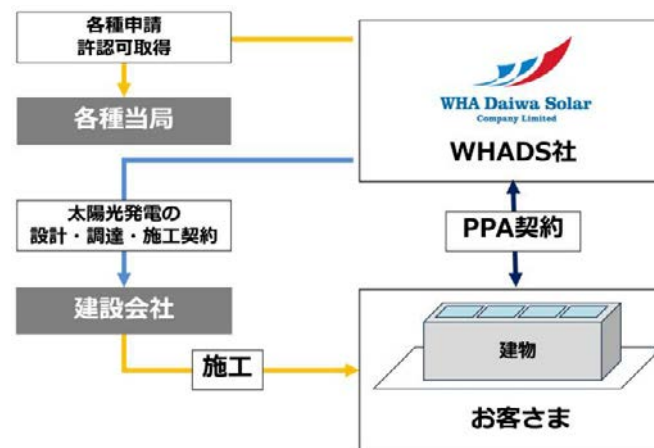 各種申請
許認可取得
各種当局
WHA Daiwa Solar
Company Limited
WHADS社
太陽光発電の
設計・調達・施工契約
PPA契約
建設会社
施工
建物
お客さま